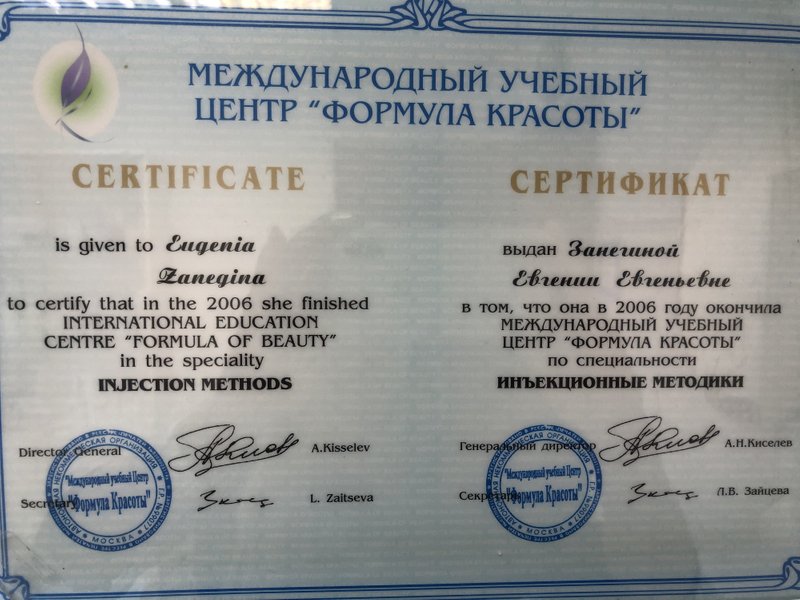 МЕЖДУНАРОДНЫЙ УЧЕБНЫЙ
ЦЕНТР "ФОРМУЛА КРАСОТЫ"
CERTIFICATE
is given to Eugenia
Zanegina
to certify that in the 2006 she finished
INTERNATIONAL EDUCATION
CENTRE "FORMULA OF BEAUTY"
in the speciality
INJECTION METHODS
Director General
A.Kisselev
Secretary
L. Zaitseva
Международный учебный Центр
"Формула Красоты"
МОСКВА
СЕРТИФИКАТ
выдан Занегиной
Евгении Евгеньевне
в том, что она в 2006 году окончила
МЕЖДУНАРОДНЫЙ УЧЕБНЫЙ
ЦЕНТР "ФОРМУЛА КРАСОТЫ"
по специальности
ИНЪЕКЦИОННЫЕ МЕТОДИКИ
Генеральный директор
А.Н.Киселев
Секретарь
Л.В. Зайцева
Международный учебный Центр
"Формула Красоты"
МОСКВА